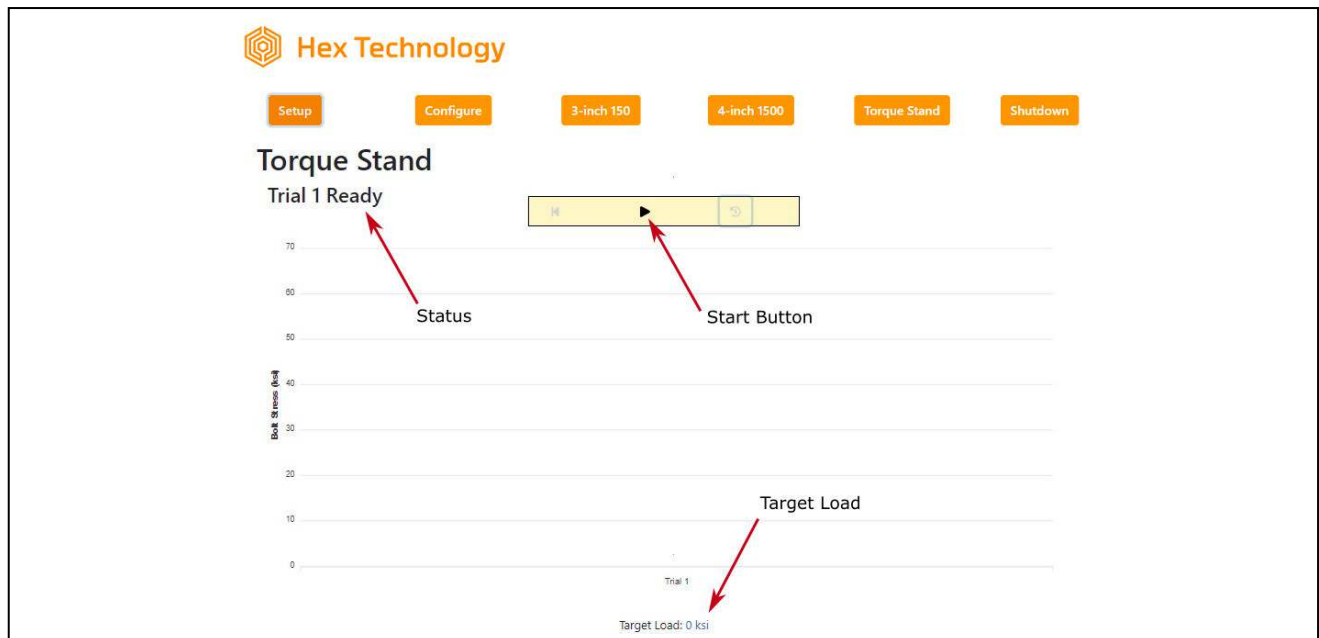 Hex Technology
Setup Configure 3-inch 150 4-inch 1500 Torque Stand Shutdown
Torque Stand
Trial 1 Ready
70
60
Status
Start Button
50
40
Bolt Stress (ksi)
30
20
Target Load
10
0
Trial 1
Target Load: 0 ksi